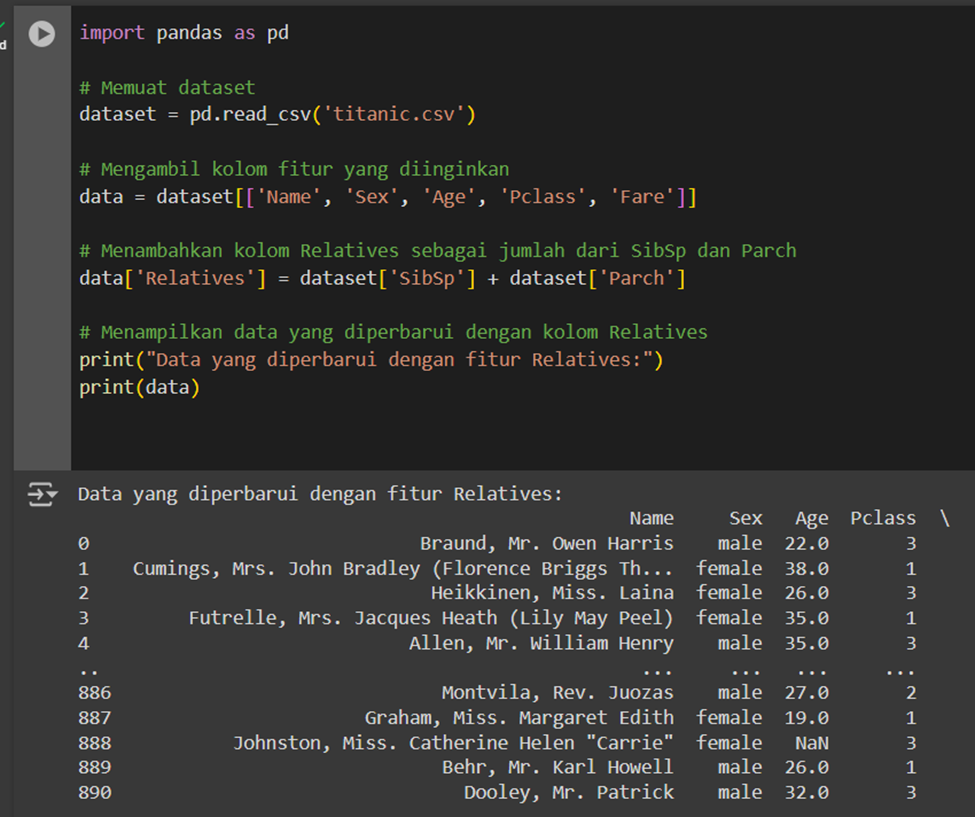 d
import pandas as pd
# Memuat dataset
dataset = pd.read_csv('titanic.csv')
# Mengambil kolom fitur yang diinginkan
data = dataset[['Name', 'Sex', 'Age', 'Pclass', 'Fare']]
# Menambahkan kolom Relatives sebagai jumlah dari SibSp dan Parch
data['Relatives'] = dataset['SibSp'] + dataset['Parch']
# Menampilkan data yang diperbarui dengan kolom Relatives
print("Data yang diperbarui dengan fitur Relatives:")
print(data)
Data yang diperbarui dengan fitur Relatives:
Name Sex Age Pclass \
0 Braund, Mr. Owen Harris male 22.0 3
1 Cumings, Mrs. John Bradley (Florence Briggs Th... female 38.0 1
2 Heikkinen, Miss. Laina female 26.0 3
3 Futrelle, Mrs. Jacques Heath (Lily May Peel) female 35.0 1
4 Allen, Mr. William Henry male 35.0 3
.. ... ... ... ...
886 Montvila, Rev. Juozas male 27.0 2
887 Graham, Miss. Margaret Edith female 19.0 1
888 Johnston, Miss. Catherine Helen "Carrie" female NaN 3
889 Behr, Mr. Karl Howell male 26.0 1
890 Dooley, Mr. Patrick male 32.0 3